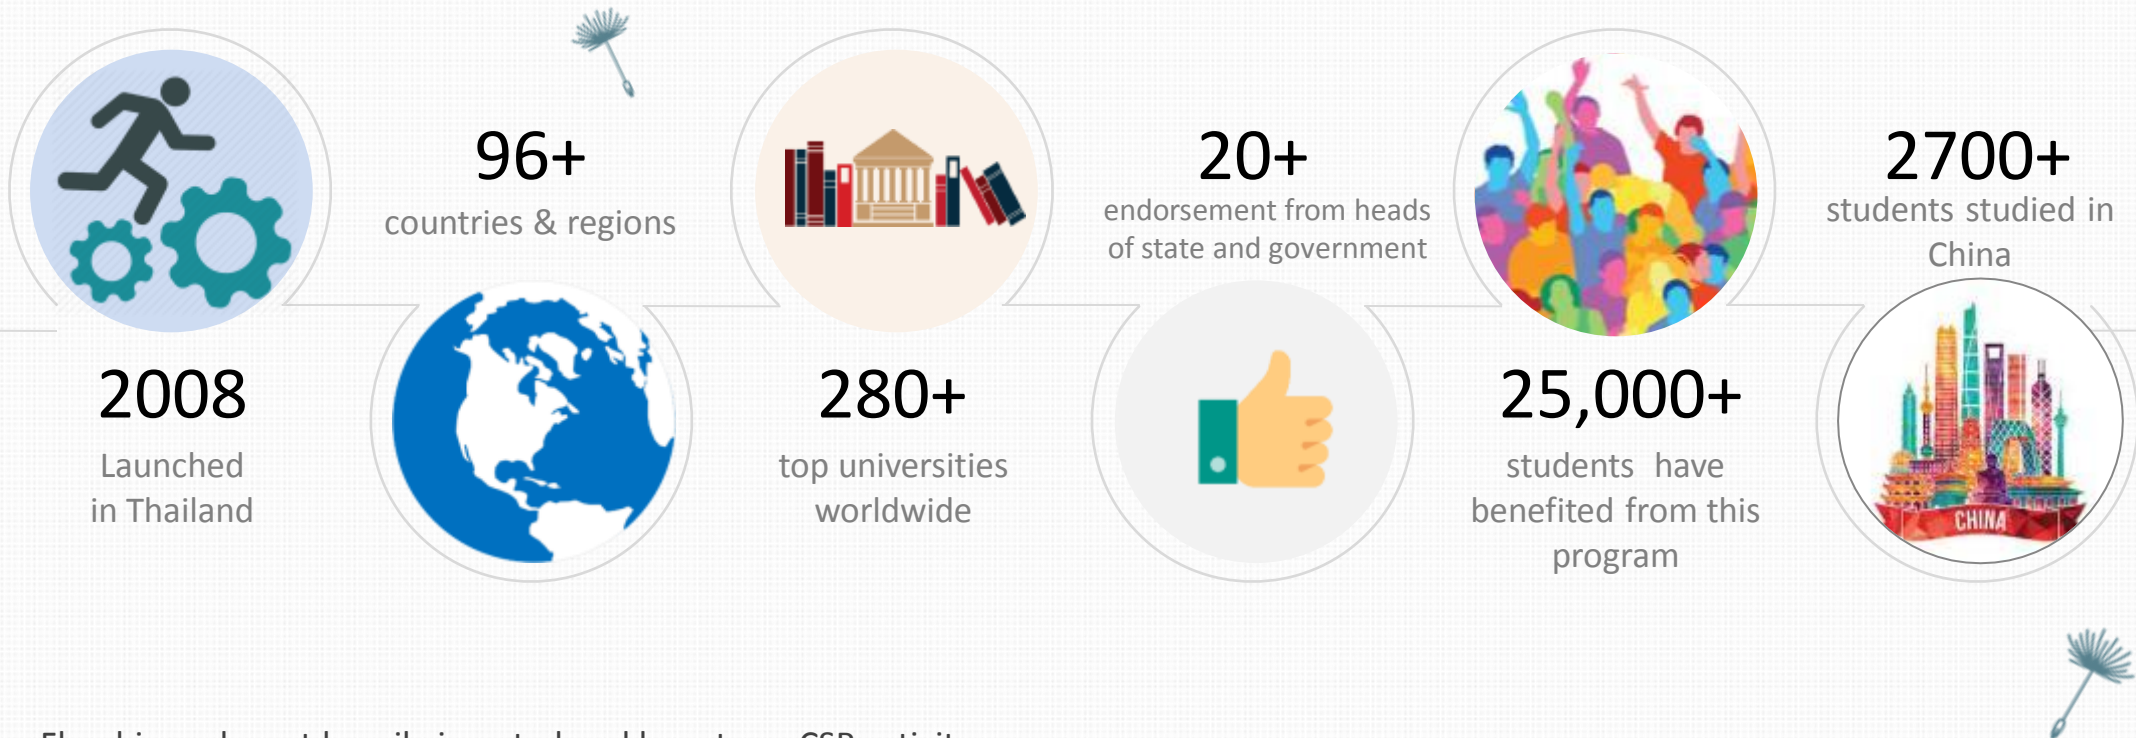 2008
Launched
in Thailand
96+
countries & regions
280+
top universities
worldwide
20+
endorsement from heads
of state and government
25,000+
students have
benefited from this
program
2700+
students studied in
China
CHINA